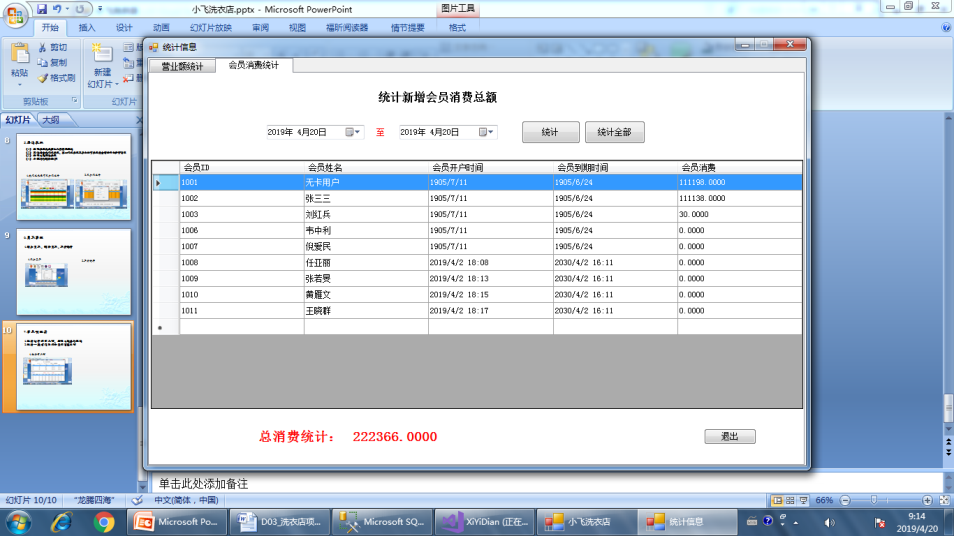 小飞洗衣店.pptx - Microsoft PowerPoint
图片工具
开始 插入 设计 动画 幻灯片放映 审阅 视图 福昕阅读器 情节提要 格式
粘贴
剪切
复制
格式刷
剪贴板
新建
幻灯片
幻灯片
幻灯片 大纲
8
9
10
统计信息
营业额统计 会员消费统计
统计新增会员消费总额
2019年 4月20日 至 2019年 4月20日 统计 统计全部
会员ID 会员姓名 会员开户时间 会员到期时间 会员消费
1001 无卡用户 1905/7/11 1905/6/24 111198.0000
1002 张三三 1905/7/11 1905/6/24 111138.0000
1003 刘红兵 1905/7/11 1905/6/24 30.0000
1006 韦中利 1905/7/11 1905/6/24 0.0000
1007 倪媛民 1905/7/11 1905/6/24 0.0000
1008 任亚丽 2019/4/2 18:08 2030/4/2 16:11 0.0000
1009 张若旻 2019/4/2 18:13 2030/4/2 16:11 0.0000
1010 黄雁文 2019/4/2 18:15 2030/4/2 16:11 0.0000
1011 王晓群 2019/4/2 18:17 2030/4/2 16:11 0.0000
总消费统计： 222366.0000
退出
单击此处添加备注
幻灯片 10/10 "龙腾四海" 中文(简体，中国) 66%
Microsoft Po... D03_洗衣店项... Microsoft SQ... XiYiDian (正在... 小飞洗衣店 统计信息
9:14
2019/4/20